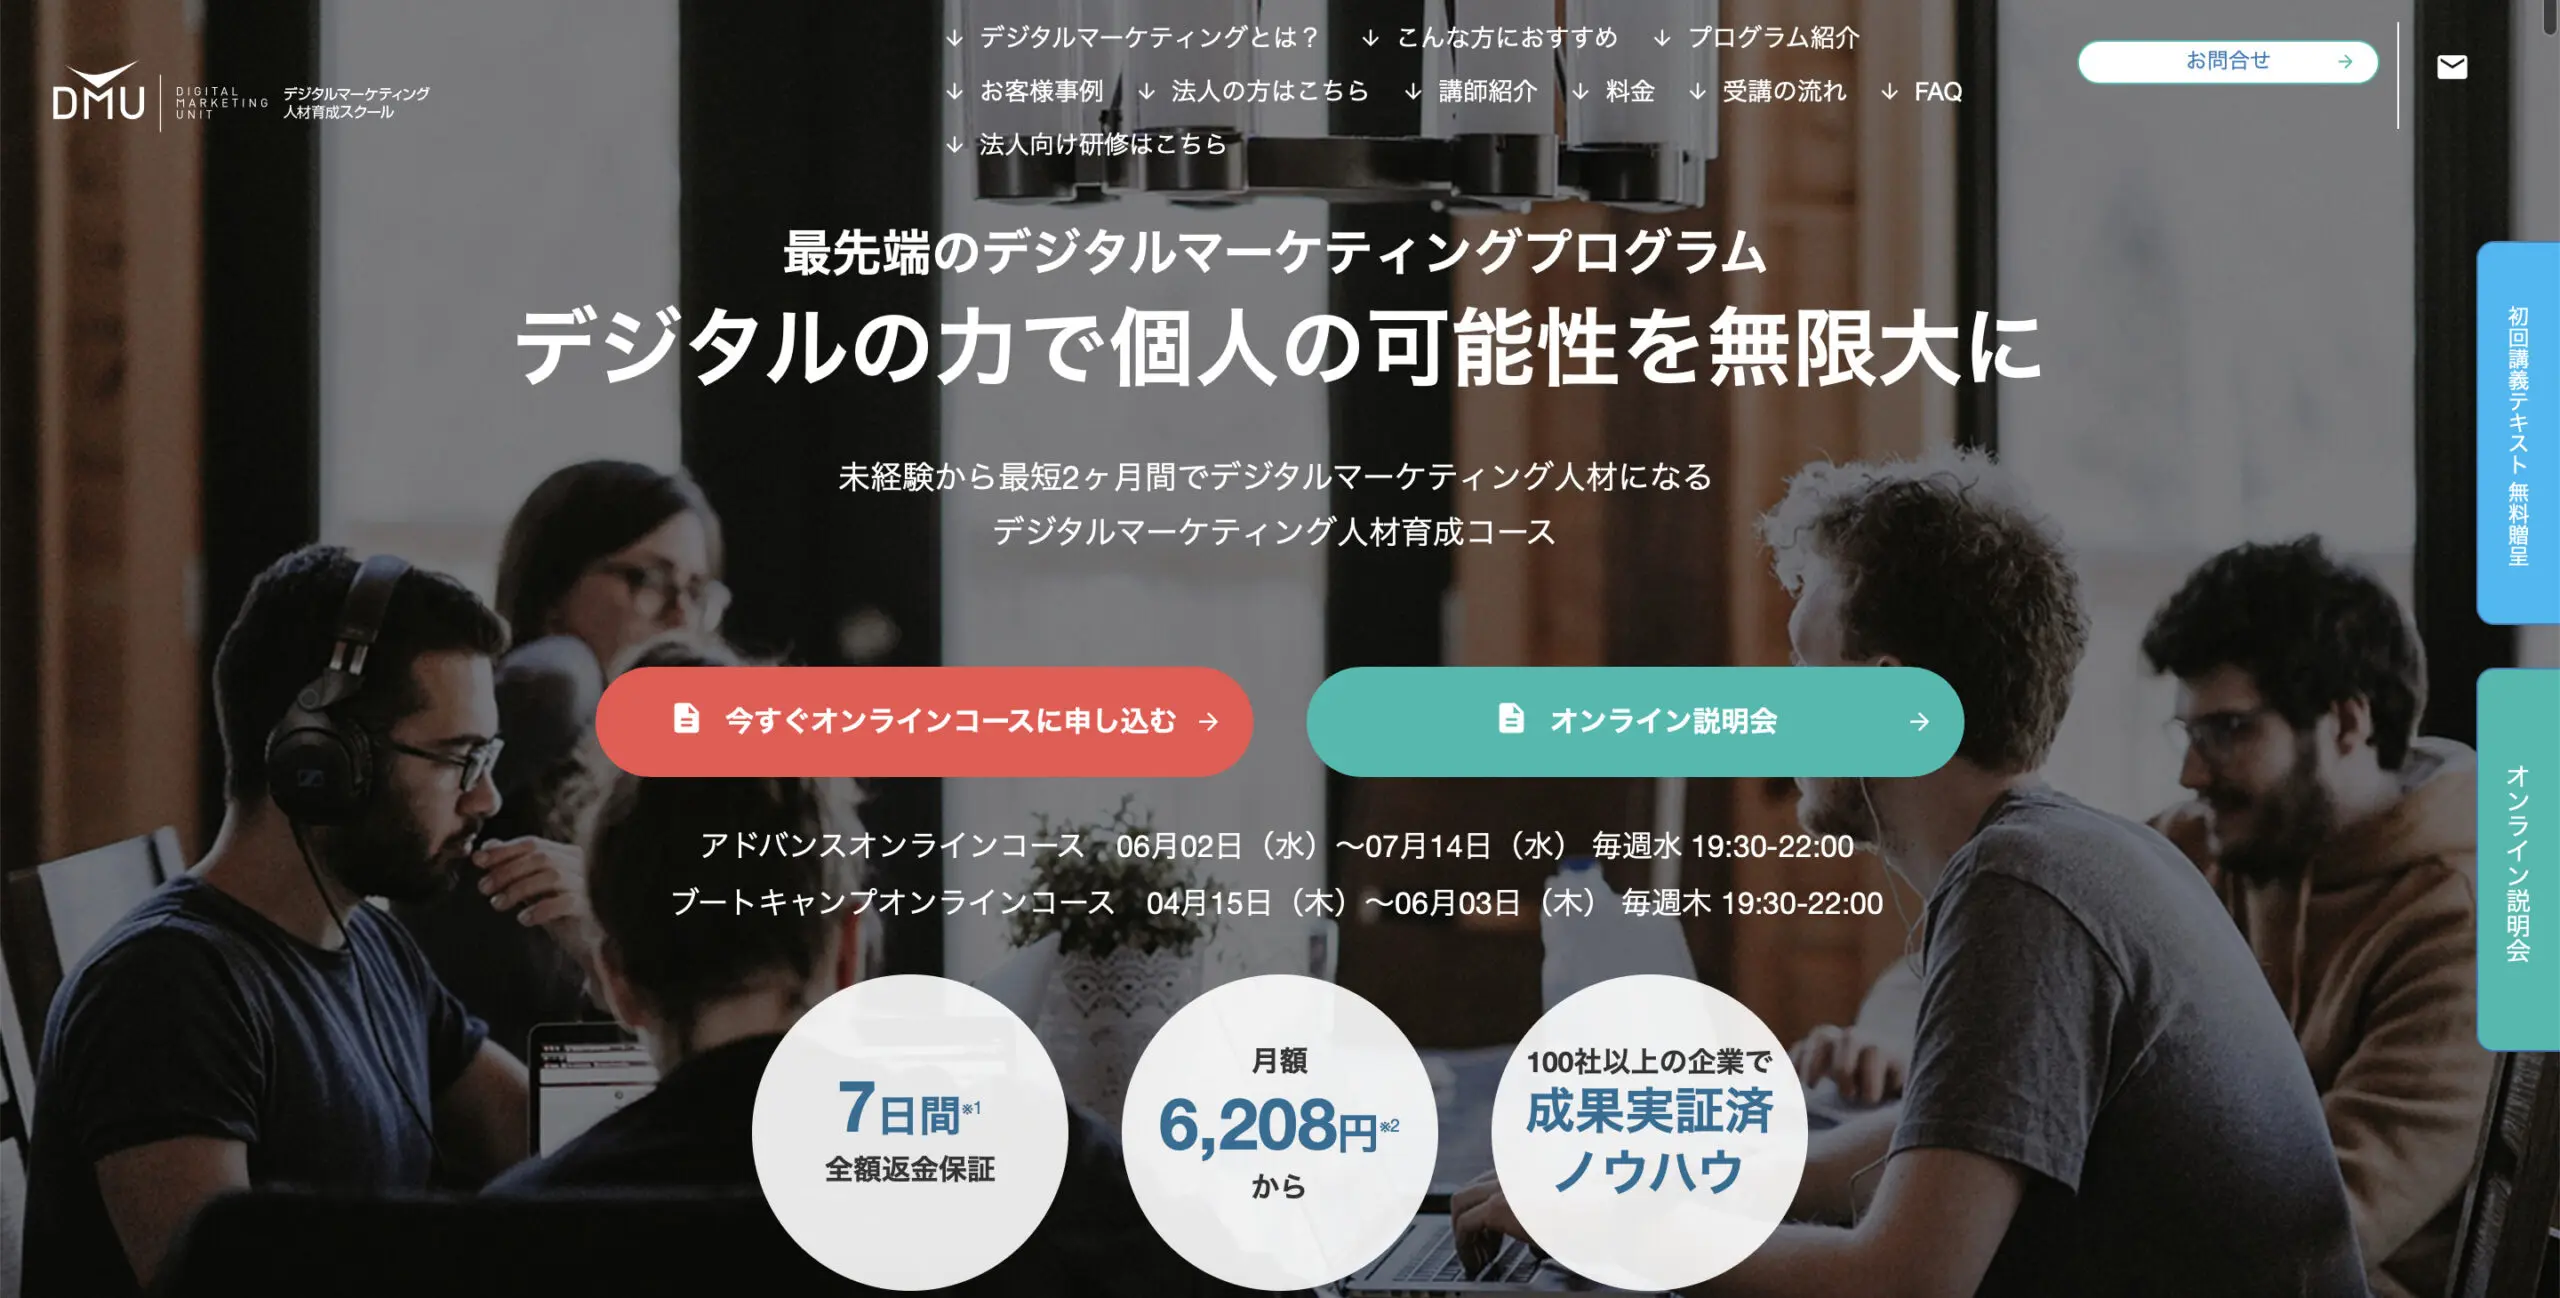 DMU
DIGITAL
MARKETING
UNIT
デジタルマーケティング
人材育成スクール
↓ デジタルマーケティングとは？ ↓ こんな方におすすめ ↓ プログラム紹介
↓ お客様事例 ↓ 法人の方はこちら ↓ 講師紹介 ↓ 料金 ↓ 受講の流れ ↓ FAQ
↓ 法人向け研修はこちら
お問合せ →
最先端のデジタルマーケティングプログラム
デジタルの力で個人の可能性を無限大に
未経験から最短2ヶ月間でデジタルマーケティング人材になる
デジタルマーケティング人材育成コース
今すぐオンラインコースに申し込む →
オンライン説明会 →
アドバンスオンラインコース　06月02日（水）〜07月14日（水） 毎週水 19:30-22:00
ブートキャンプオンラインコース　04月15日（木）〜06月03日（木） 毎週木 19:30-22:00
7日間※1
全額返金保証
月額
6,208円※2
から
100社以上の企業で
成果実証済
ノウハウ
初回講義テキスト 無料贈呈
オンライン説明会